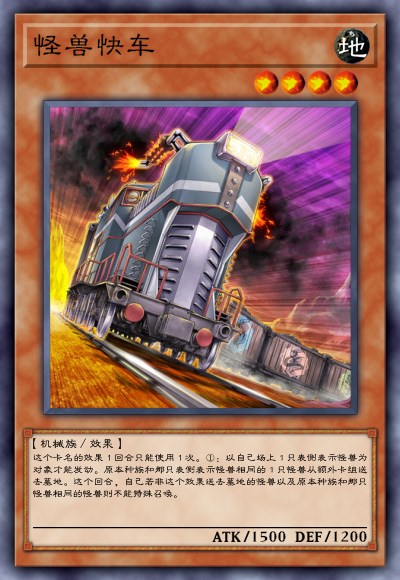 怪兽快车
地
【机械族／效果】
这个卡名的效果1回合只能使用1次。①：以自己场上1只表侧表示怪兽为
对象才能发动。原本种族和那只表侧表示怪兽相同的1只怪兽从额外卡组送
去墓地。这个回合，自己若非这个效果送去墓地的怪兽以及原本种族和那只
怪兽相同的怪兽则不能特殊召唤。
ATK/1500 DEF/1200